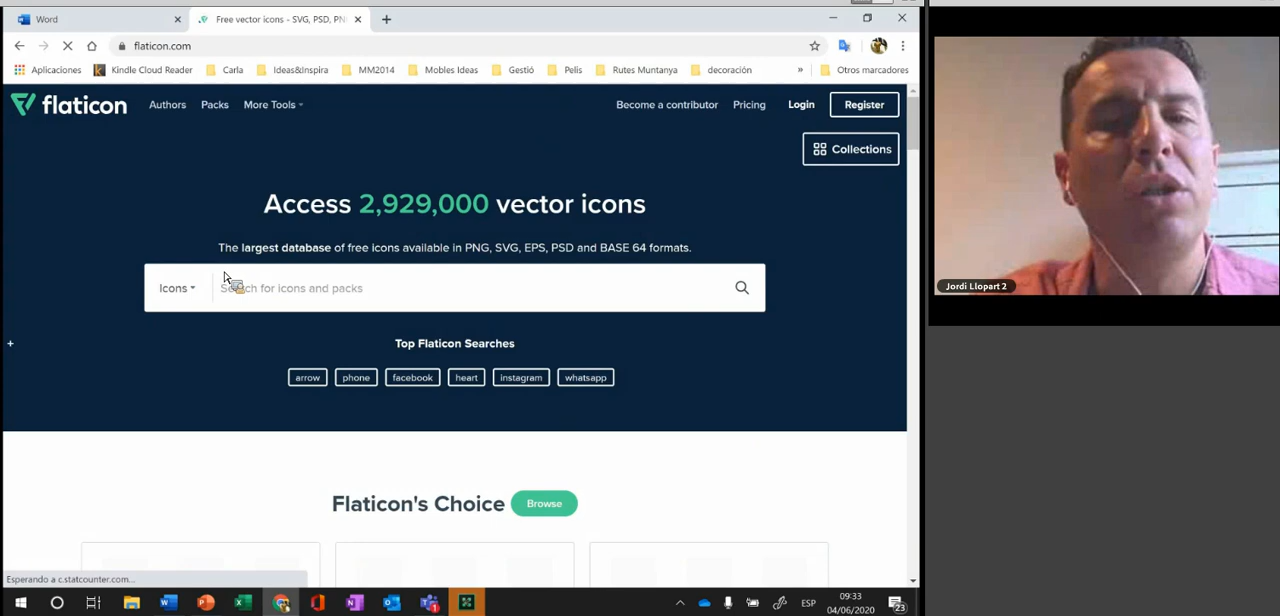 Word
Free vector icons - SVG, PSD, PN
flaticon.com
Aplicaciones
Kindle Cloud Reader
Carla
Ideas&Inspira
MM2014
Mobles Ideas
Gestió
Pelis
Rutes Muntanya
decoración
»
Otros marcadores
flaticon
Authors
Packs
More Tools
Become a contributor
Pricing
Login
Register
Collections
Access 2,929,000 vector icons
The largest database of free icons available in PNG, SVG, EPS, PSD and BASE 64 formats.
Icons
Search for icons and packs
Top Flaticon Searches
arrow
phone
facebook
heart
instagram
whatsapp
Flaticon's Choice
Browse
Esperando a c.statcounter.com...
ESP
09:33
04/06/2020
23
Jordi Llopart 2